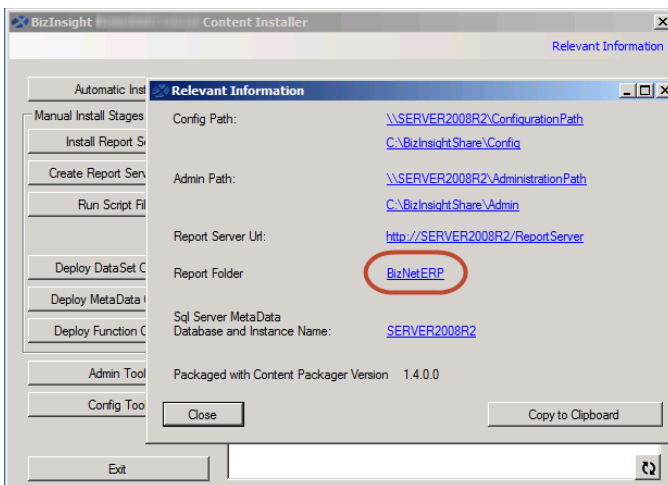 BizInsight Content Installer
Relevant Information
Automatic Inst
Manual Install Stages
Install Report Se
Create Report Serv
Run Script Fil
Deploy DataSet C
Deploy MetaData
Deploy Function C
Admin Tool
Config Tool
Exit
Relevant Information
Config Path: \\SERVER2008R2\ConfigurationPath
C:\BizInsightShare\Config
Admin Path: \\SERVER2008R2\AdministrationPath
C:\BizInsightShare\Admin
Report Server Url: http://SERVER2008R2/ReportServer
Report Folder BizNetERP
Sql Server MetaData
Database and Instance Name: SERVER2008R2
Packaged with Content Packager Version 1.4.0.0
Close Copy to Clipboard